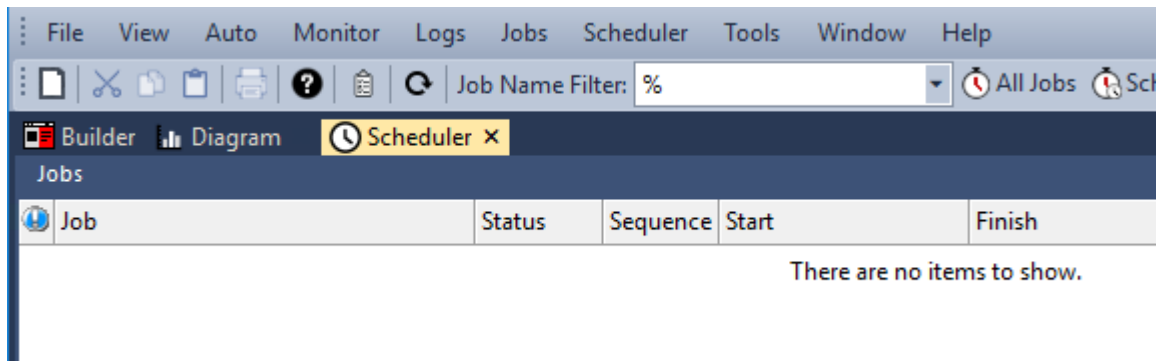 File View Auto Monitor Logs Jobs Scheduler Tools Window Help
Job Name Filter: % All Jobs
Builder Diagram Scheduler
Jobs
Job Status Sequence Start Finish
There are no items to show.